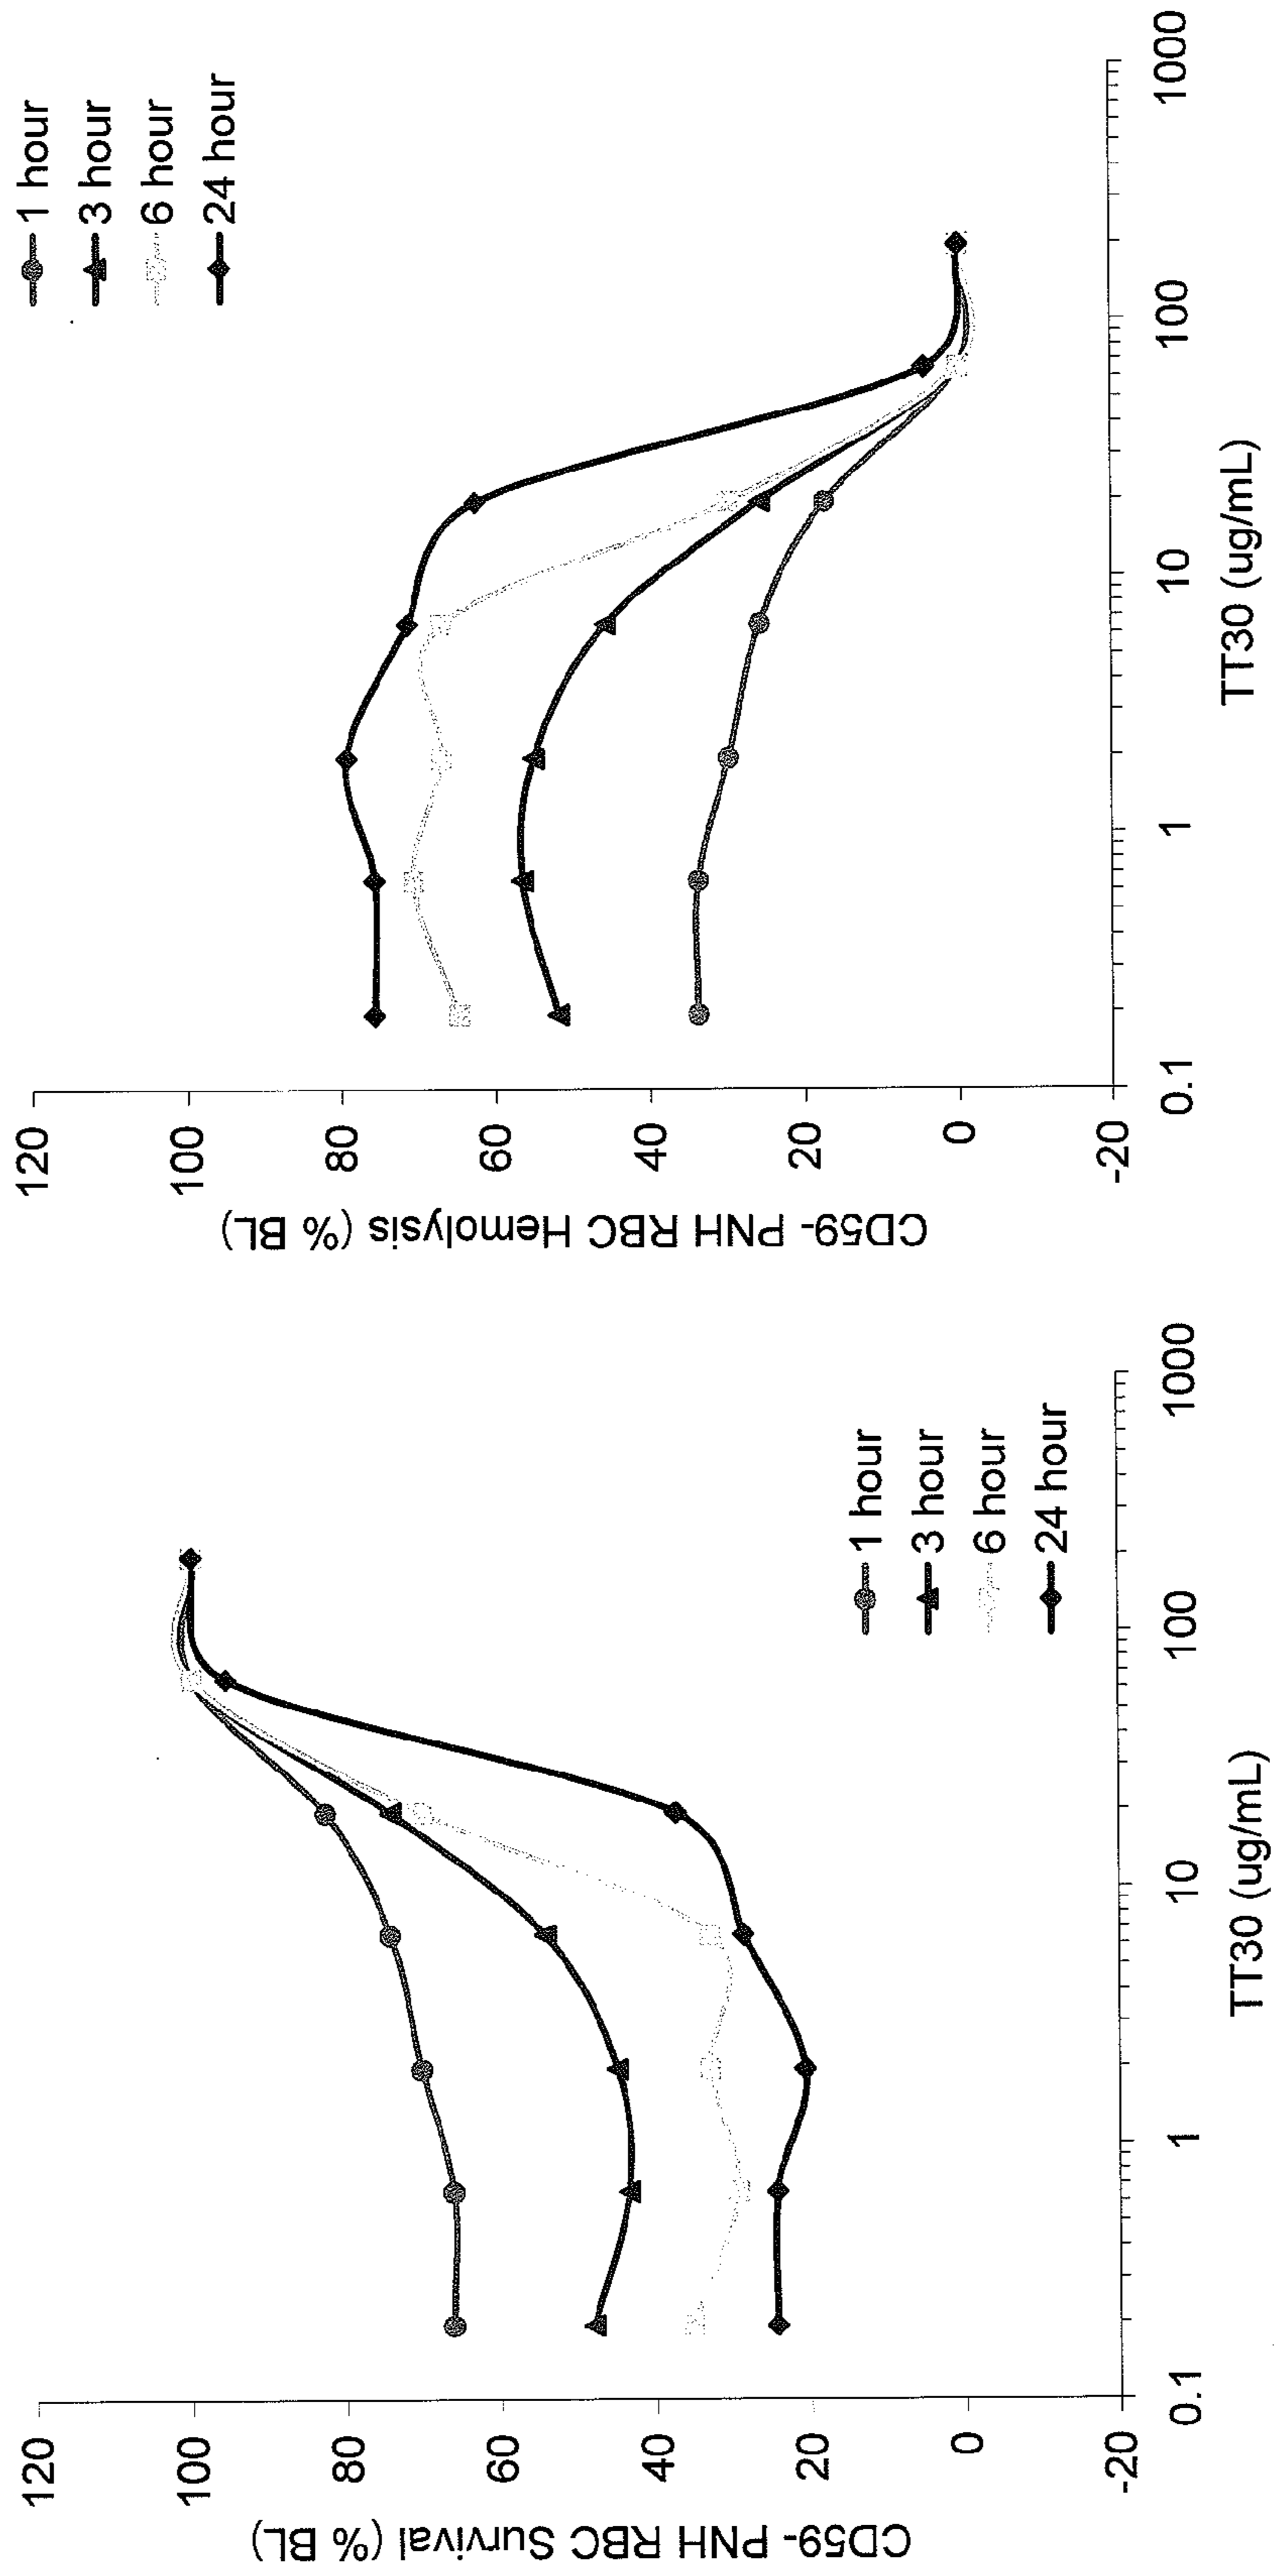 CD59- PNH RBC Survival (% BL)
120
100
80
60
40
20
0
-20
0.1
1
10
100
1000
TT30 (ug/mL)
1 hour
3 hour
6 hour
24 hour
CD59- PNH RBC Hemolysis (% BL)
120
100
80
60
40
20
0
-20
0.1
1
10
100
1000
TT30 (ug/mL)
1 hour
3 hour
6 hour
24 hour